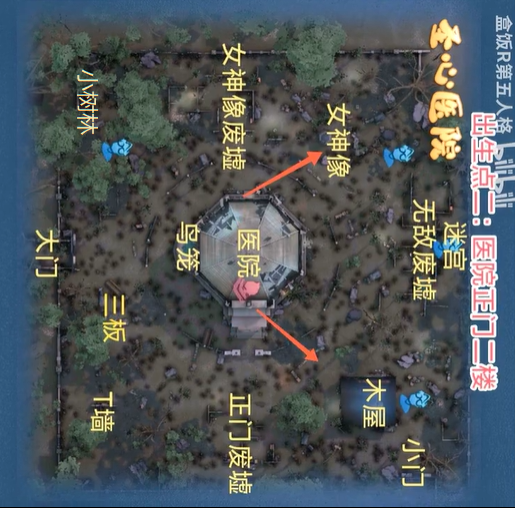 盒饭R第五人格
出生点二：医院正门二楼
圣心医院
小树林
女神像废墟
女神像
迷宫
无敌废墟
大门
鸟笼
医院
三板
T墙
正门废墟
木屋
小门